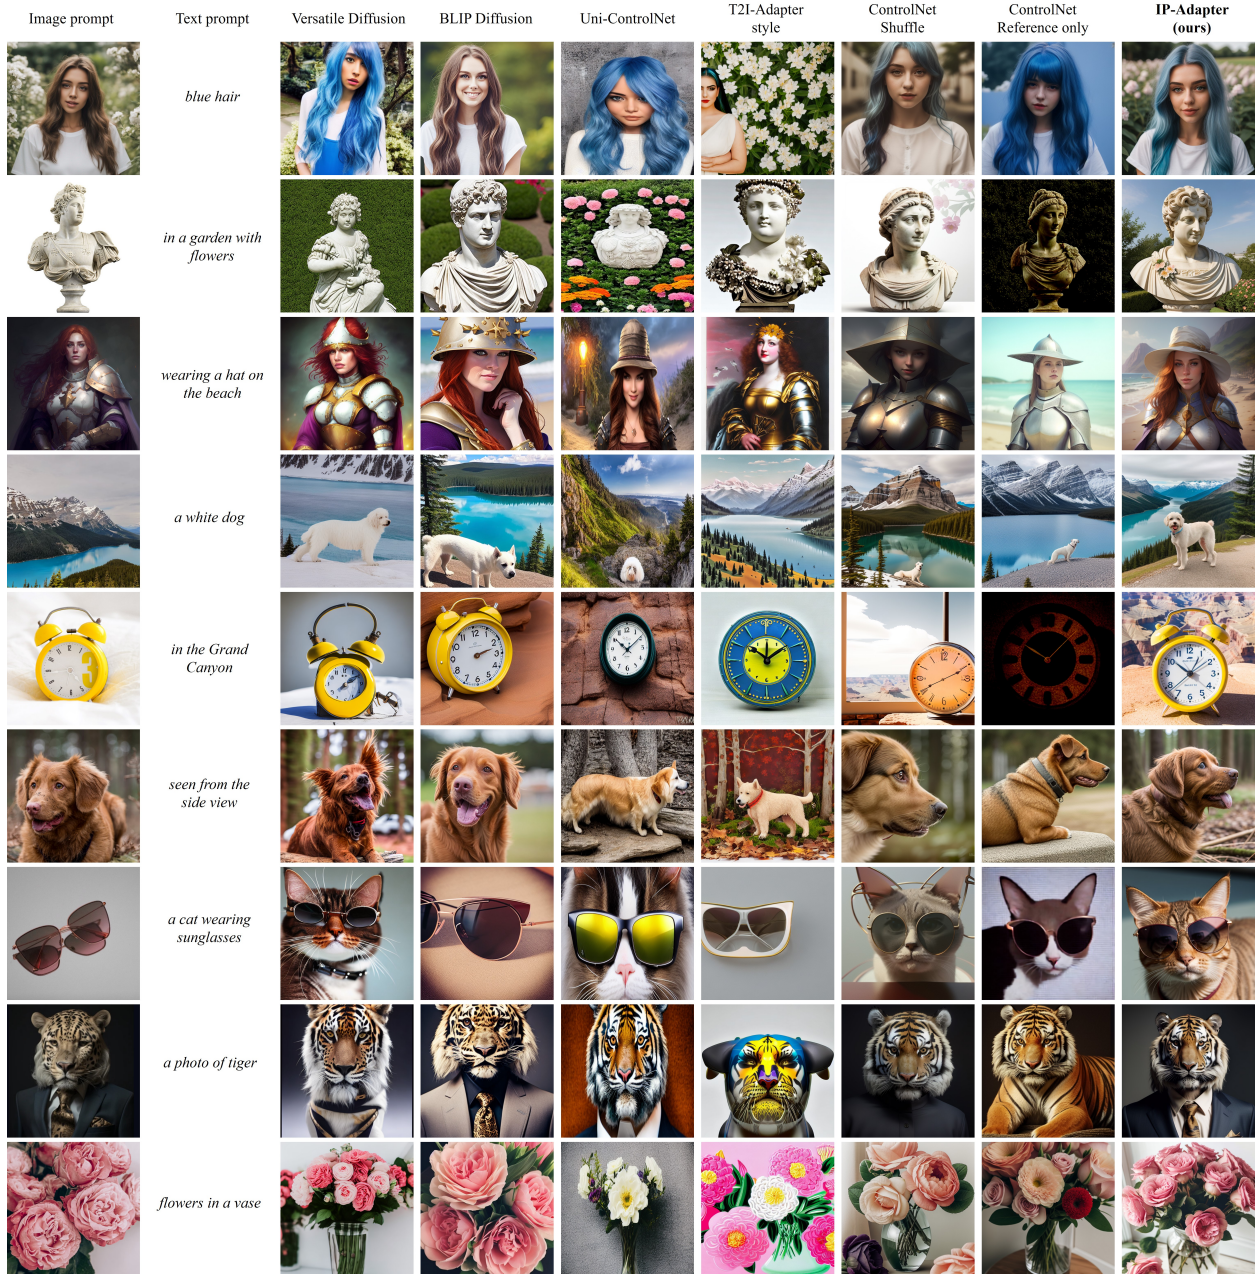 Image prompt
Text prompt
Versatile Diffusion
BLIP Diffusion
Uni-ControlNet
T2I-Adapter
style
ControlNet
Shuffle
ControlNet
Reference only
IP-Adapter
(ours)
blue hair
in a garden with
flowers
wearing a hat on
the beach
a white dog
in the Grand
Canyon
seen from the
side view
a cat wearing
sunglasses
a photo of tiger
flowers in a vase